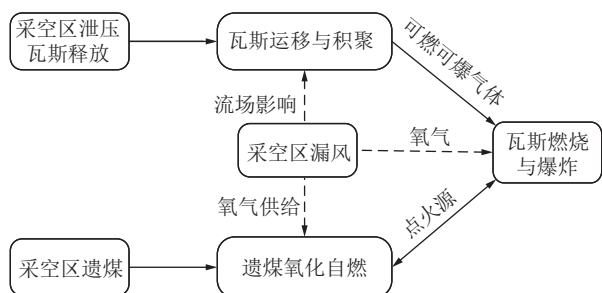 采空区泄压
瓦斯释放
瓦斯运移与积聚
可燃可爆气体
流场影响
采空区漏风
氧气
瓦斯燃烧
与爆炸
氧气供给
点火源
采空区遗煤
遗煤氧化自燃